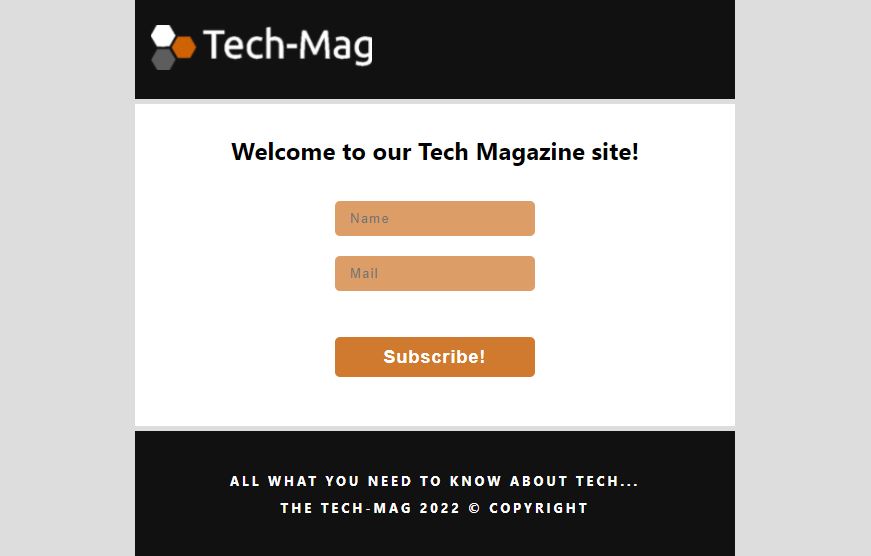 Tech-Mag
Welcome to our Tech Magazine site!
Name
Mail
Subscribe!
ALL WHAT YOU NEED TO KNOW ABOUT TECH...
THE TECH-MAG 2022 © COPYRIGHT